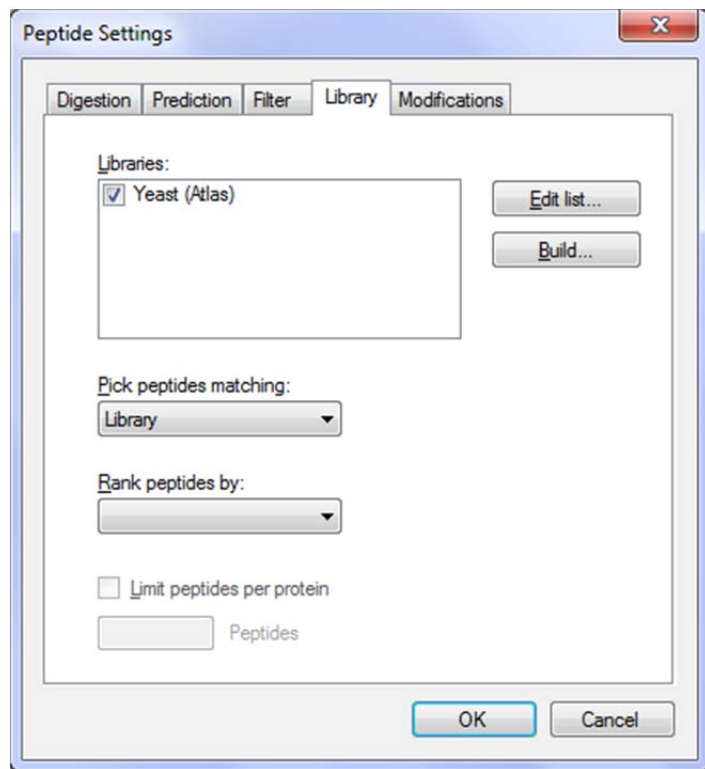 Peptide Settings
Digestion Prediction Filter Library Modifications
Libraries:
Yeast (Atlas)
Edit list...
Build...
Pick peptides matching:
Library
Rank peptides by:
Limit peptides per protein
Peptides
OK Cancel